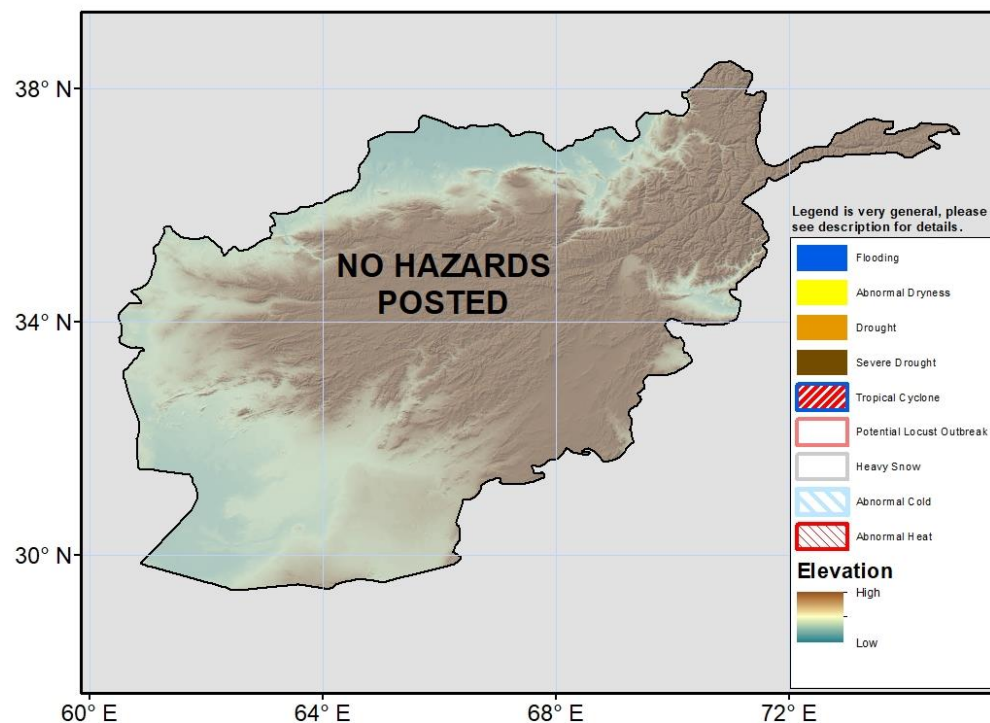 38° N
34° N
30° N
60° E
64° E
68° E
72° E
NO HAZARDS
POSTED
Legend is very general, please
see description for details.
Flooding
Abnormal Dryness
Drought
Severe Drought
Tropical Cyclone
Potential Locust Outbreak
Heavy Snow
Abnormal Cold
Abnormal Heat
Elevation
High
Low